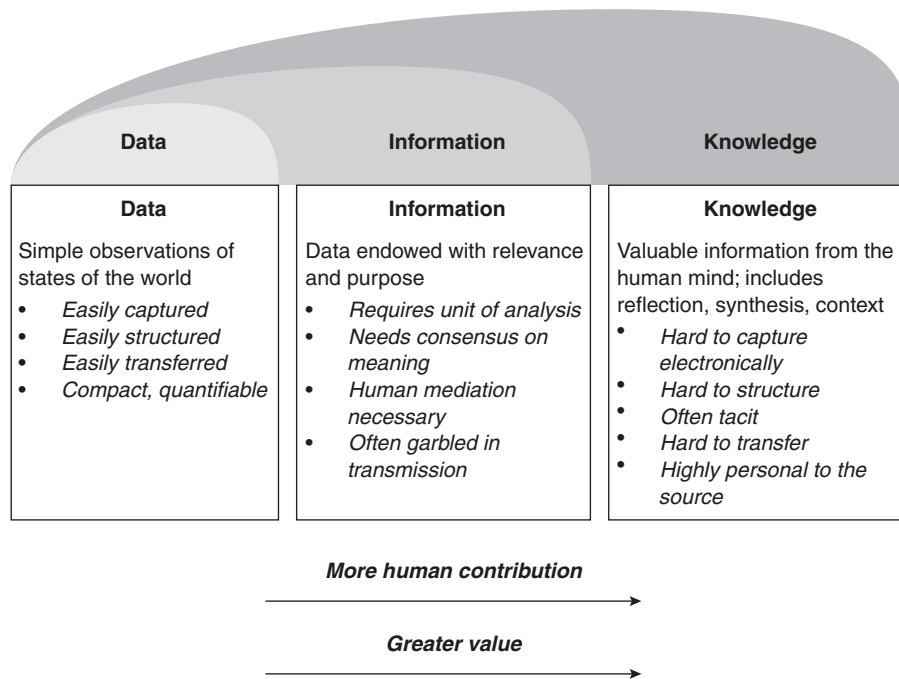 Data
Information
Knowledge
Data
Simple observations of
states of the world
• Easily captured
• Easily structured
• Easily transferred
• Compact, quantifiable
Information
Data endowed with relevance
and purpose
• Requires unit of analysis
• Needs consensus on
meaning
• Human mediation
necessary
• Often garbled in
transmission
Knowledge
Valuable information from the
human mind; includes
reflection, synthesis, context
• Hard to capture
electronically
• Hard to structure
• Often tacit
• Hard to transfer
• Highly personal to the
source
More human contribution
Greater value